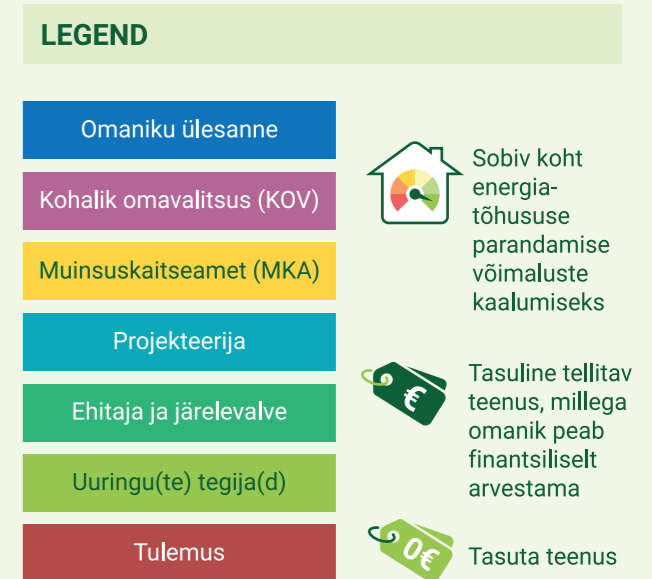 LEGEND
Omaniku ülesanne
Kohalik omavalitsus (KOV)
Muinsuskaitseamet (MKA)
Projekteerija
Ehitaja ja järelevalve
Uuringu(te) tegija(d)
Tulemus
Sobiv koht
energia-
tõhususe
parandamise
võimaluste
kaalumiseks
€
Tasuline tellitav
teenus, millega
omanik peab
finantsiliselt
arvestama
0€
Tasuta teenus